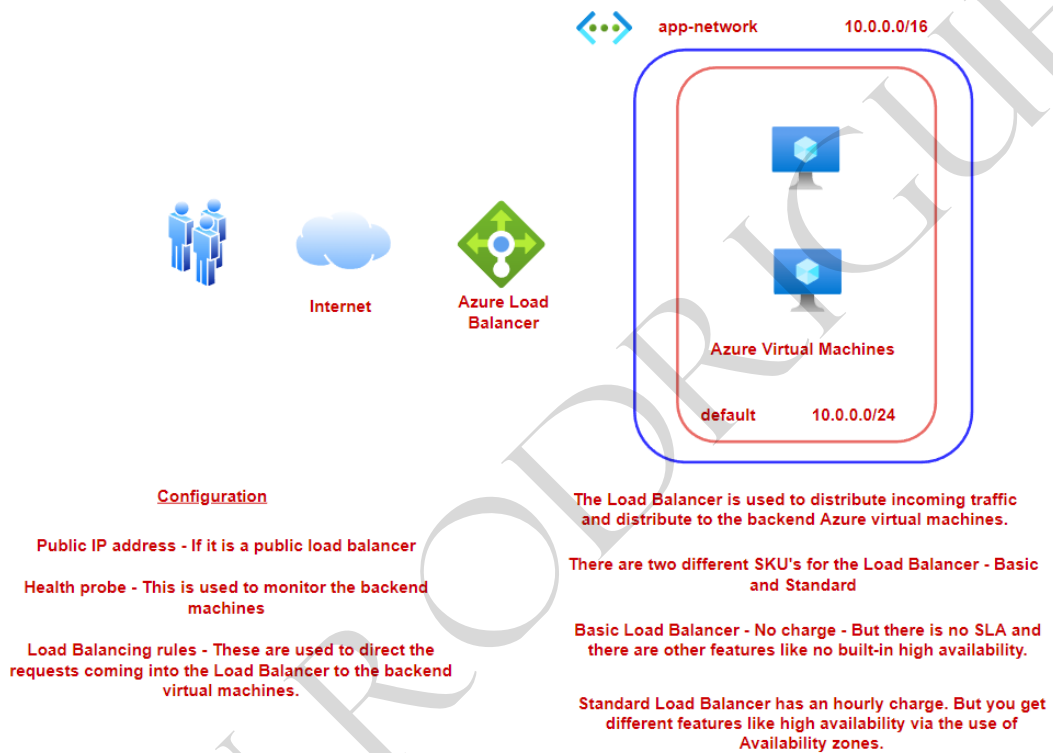 app-network 10.0.0.0/16
Internet
Azure Load
Balancer
Azure Virtual Machines
default 10.0.0.0/24
Configuration
Public IP address - If it is a public load balancer
Health probe - This is used to monitor the backend
machines
Load Balancing rules - These are used to direct the
requests coming into the Load Balancer to the backend
virtual machines.
The Load Balancer is used to distribute incoming traffic
and distribute to the backend Azure virtual machines.
There are two different SKU's for the Load Balancer - Basic
and Standard
Basic Load Balancer - No charge - But there is no SLA and
there are other features like no built-in high availability.
Standard Load Balancer has an hourly charge. But you get
different features like high availability via the use of
Availability zones.